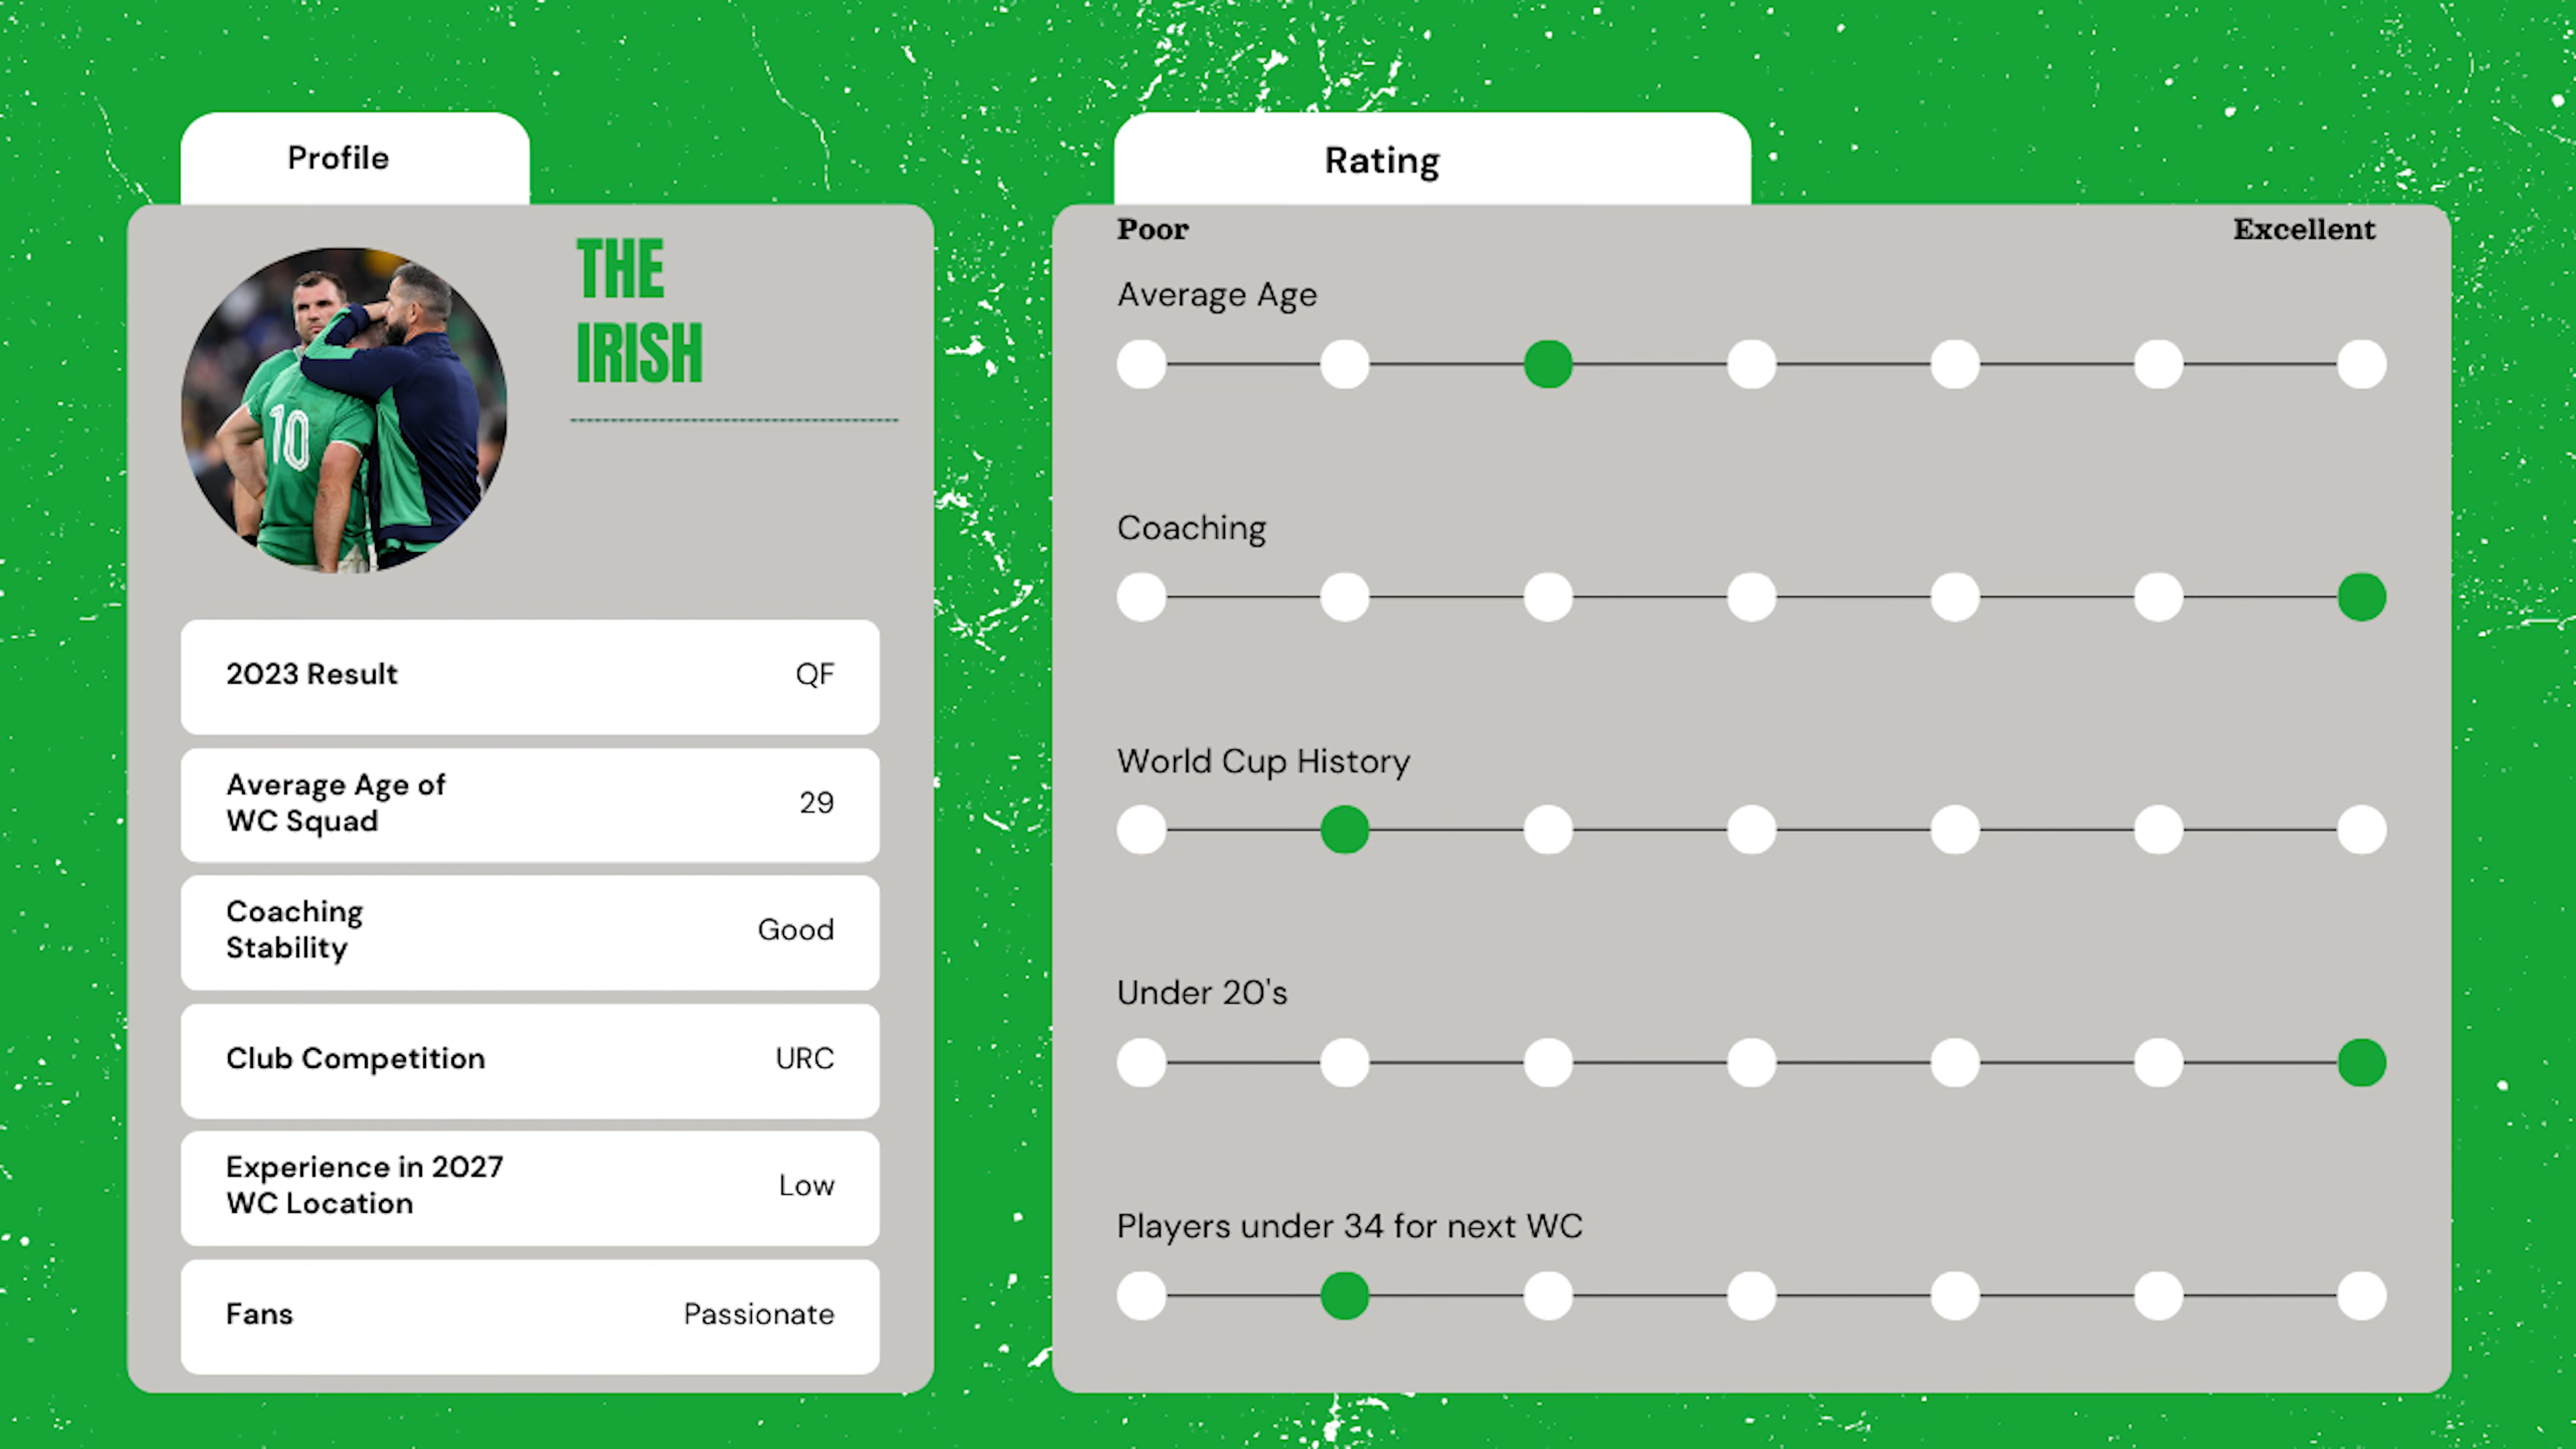 Profile
THE
IRISH
10
2023 Result QF
Average Age of
WC Squad
29
Coaching
Stability
Good
Club Competition URC
Experience in 2027
WC Location
Low
Fans Passionate
Rating
Poor Excellent
Average Age
Coaching
World Cup History
Under 20's
Players under 34 for next WC